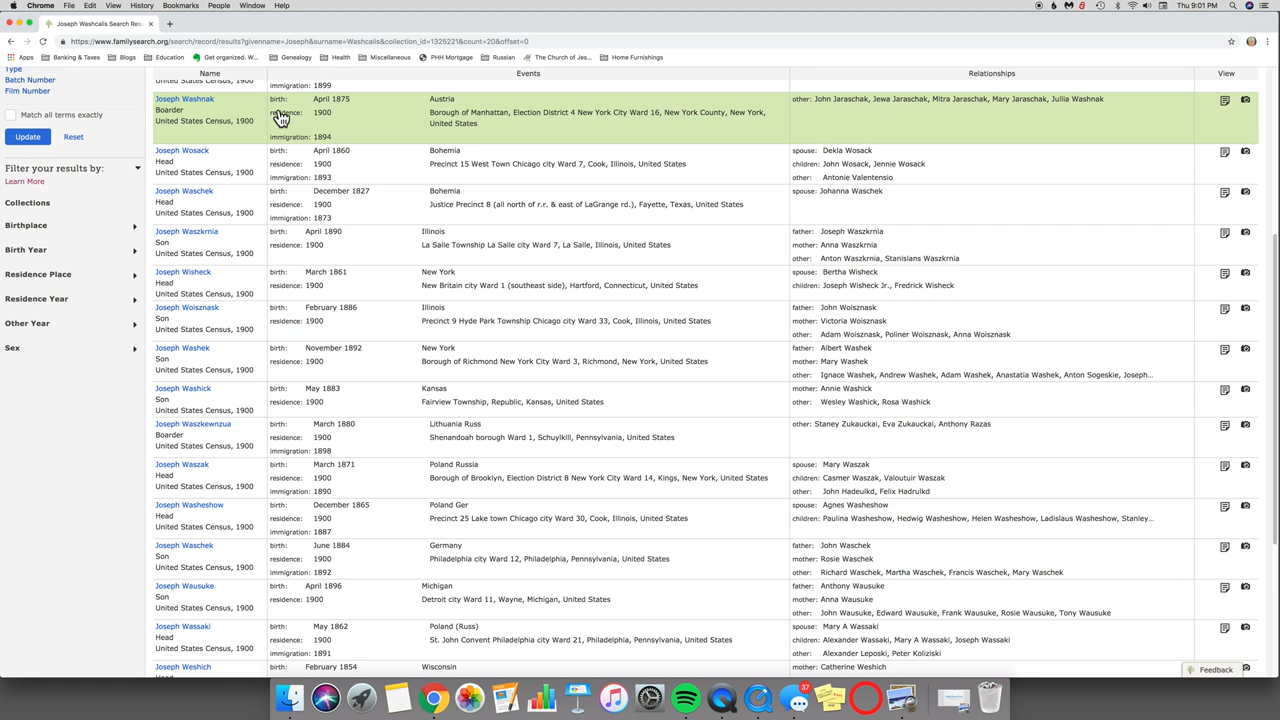 Chrome File Edit View History Bookmarks People Window Help Thu 9:01 PM
Joseph Washcalis Search Resu
https://www.familysearch.org/search/record/results?givenname=Joseph&surname=Washcalis&collection_id=1325221&count=20&offset=0
Apps Banking & Taxes Blogs Education Get organized. W... Genealogy Health Miscellaneous PHH Mortgage Russian The Church of Jes... Home Furnishings
Type
Batch Number
Film Number
Match all terms exactly
Update Reset
Filter your results by:
Learn More
Collections
Birthplace
Birth Year
Residence Place
Residence Year
Other Year
Sex
Name Events Relationships View
United States Census, 1900
immigration: 1899
Joseph Washnak birth: April 1875 Austria other: John Jaraschak, Jewa Jaraschak, Mitra Jaraschak, Mary Jaraschak, Jullia Washnak
Boarder residence: 1900 Borough of Manhattan, Election District 4 New York City Ward 16, New York County, New York,
United States Census, 1900 United States
immigration: 1894
Joseph Wosack birth: April 1860 Bohemia spouse: Dekla Wosack
Head residence: 1900 Precinct 15 West Town Chicago city Ward 7, Cook, Illinois, United States children: John Wosack, Jennie Wosack
United States Census, 1900 immigration: 1893 other: Antonie Valentensio
Joseph Waschek birth: December 1827 Bohemia spouse: Johanna Waschek
Head residence: 1900 Justice Precinct 8 (all north of r.r. & east of LaGrange rd.), Fayette, Texas, United States
United States Census, 1900 immigration: 1873
Joseph Waszkrnia birth: April 1890 Illinois father: Joseph Waszkrnia
Son residence: 1900 La Salle Township La Salle city Ward 7, La Salle, Illinois, United States mother: Anna Waszkrnia
United States Census, 1900 other: Anton Waszkrnia, Stanislans Waszkrnia
Joseph Wisheck birth: March 1861 New York spouse: Bertha Wisheck
Head residence: 1900 New Britain city Ward 1 (southeast side), Hartford, Connecticut, United States children: Joseph Wisheck Jr., Fredrick Wisheck
United States Census, 1900
Joseph Woisznask birth: February 1886 Illinois father: John Woisznask
Son residence: 1900 Precinct 9 Hyde Park Township Chicago city Ward 33, Cook, Illinois, United States mother: Victoria Woisznask
United States Census, 1900 other: Adam Woisznask, Poliner Woisznask, Anna Woisznask
Joseph Washek birth: November 1892 New York father: Albert Washek
Son residence: 1900 Borough of Richmond New York City Ward 3, Richmond, New York, United States mother: Mary Washek
United States Census, 1900 other: Ignace Washek, Andrew Washek, Adam Washek, Anastatia Washek, Anton Sogeskie, Joseph...
Joseph Washick birth: May 1883 Kansas mother: Annie Washick
Son residence: 1900 Fairview Township, Republic, Kansas, United States other: Wesley Washick, Rosa Washick
United States Census, 1900
Joseph Waszkewnzua birth: March 1880 Lithuania Russ other: Staney Zukauckai, Eva Zukauckai, Anthony Razas
Boarder residence: 1900 Shenandoah borough Ward 1, Schuylkill, Pennsylvania, United States
United States Census, 1900 immigration: 1898
Joseph Waszak birth: March 1871 Poland Russia spouse: Mary Waszak
Head residence: 1900 Borough of Brooklyn, Election District 8 New York City Ward 14, Kings, New York, United States children: Casmer Waszak, Valoutuir Waszak
United States Census, 1900 immigration: 1890 other: John Hadeulkd, Felix Hadrulkd
Joseph Washeshow birth: December 1865 Poland Ger spouse: Agnes Washeshow
Head residence: 1900 Precinct 25 Lake town Chicago city Ward 30, Cook, Illinois, United States children: Paulina Washeshow, Hedwig Washeshow, Helen Washeshow, Ladislaus Washeshow, Stanley...
United States Census, 1900 immigration: 1887
Joseph Waschek birth: June 1884 Germany father: John Waschek
Son residence: 1900 Philadelphia city Ward 12, Philadelphia, Pennsylvania, United States mother: Rosie Waschek
United States Census, 1900 immigration: 1892 other: Richard Waschek, Martha Waschek, Francis Waschek, Mary Waschek
Joseph Wausuke birth: April 1896 Michigan father: Anthony Wausuke
Son residence: 1900 Detroit city Ward 11, Wayne, Michigan, United States mother: Anna Wausuke
United States Census, 1900 other: John Wausuke, Edward Wausuke, Frank Wausuke, Rosie Wausuke, Tony Wausuke
Joseph Wassaki birth: May 1862 Poland (Russ) spouse: Mary A Wassaki
Head residence: 1900 St. John Convent Philadelphia city Ward 21, Philadelphia, Pennsylvania, United States children: Alexander Wassaki, Mary A Wassaki, Joseph Wassaki
United States Census, 1900 immigration: 1891 other: Alexander Leposki, Peter Koliziski
Joseph Weshich birth: February 1854 Wisconsin mother: Catherine Weshich
Feedback
37